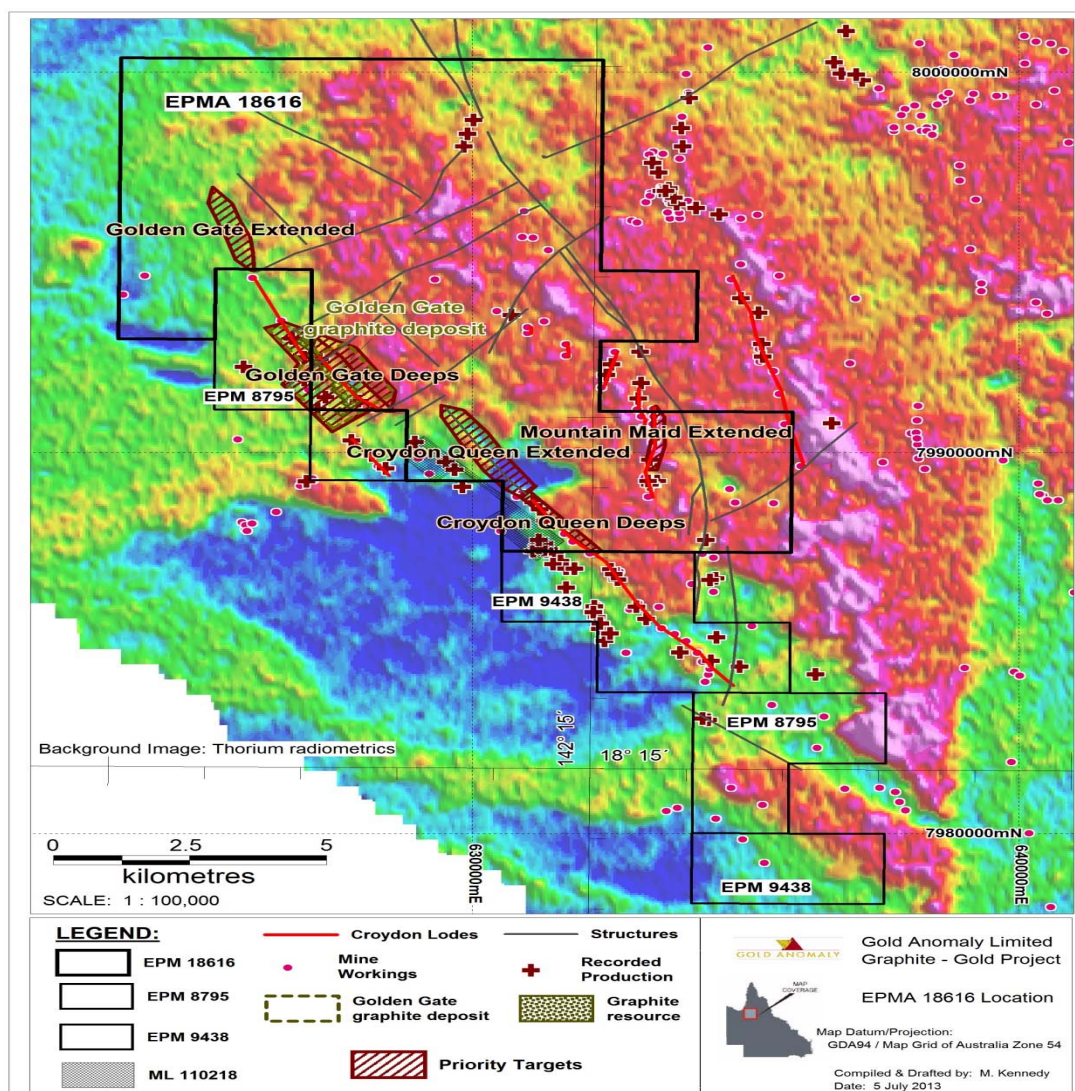 8000000mN
EPMA 18616
Golden Gate Extended
Golden Gate
graphite deposit
Golden Gate Deeps
EPM 8795
Mountain Maid Extended
Croydon Queen Extended
7990000mN
Croydon Queen Deeps
EPM 9438
EPM 8795
142° 15´
18° 15´
Background Image: Thorium radiometrics
7980000mN
0 2.5 5
kilometres
SCALE: 1 : 100,000
630000mE
640000mE
EPM 9438
LEGEND:
EPM 18616
EPM 8795
EPM 9438
ML 110218
Croydon Lodes
Mine
Workings
Golden Gate
graphite deposit
Structures
Recorded
Production
Graphite
resource
Priority Targets
GOLD ANOMALY
Gold Anomaly Limited
Graphite - Gold Project
MAP
COVERAGE
EPMA 18616 Location
Map Datum/Projection:
GDA94 / Map Grid of Australia Zone 54
Compiled & Drafted by: M. Kennedy
Date: 5 July 2013